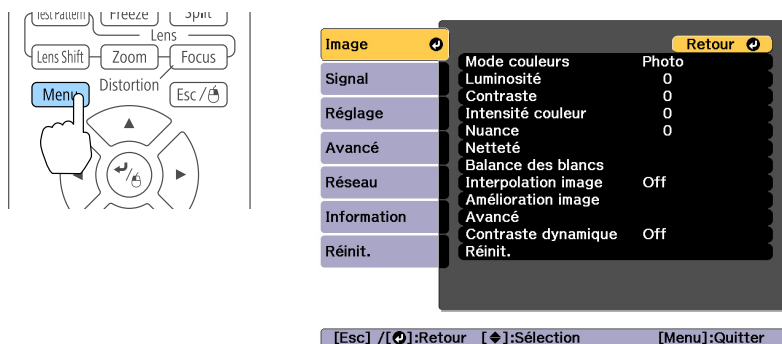 Test Pattern Freeze Split
Lens
Lens Shift Zoom Focus
Distortion
Menu Esc /
Image
Signal
Réglage
Avancé
Réseau
Information
Réinit.
Retour
Mode couleurs Photo
Luminosité 0
Contraste 0
Intensité couleur 0
Nuance 0
Netteté
Balance des blancs
Interpolation image Off
Amélioration image
Avancé
Contraste dynamique Off
Réinit.
[Esc] /[ ]:Retour [ ]:Sélection [Menu]:Quitter